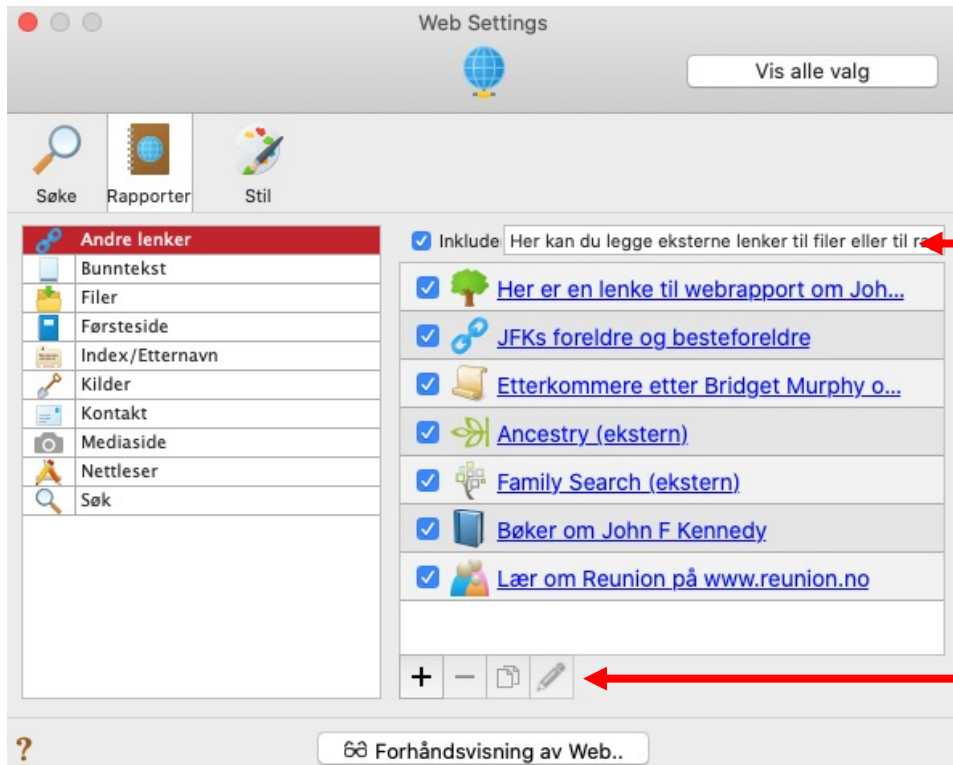 Web Settings
Vis alle valg
Søke
Rapporter
Stil
Andre lenker
Bunntekst
Filer
Førsteside
Index/Etternavn
Kilder
Kontakt
Mediaside
Nettleser
Søk
Inklude
Her kan du legge eksterne lenker til filer eller til
Her er en lenke til webrapport om Joh...
JFKs foreldre og besteforeldre
Etterkommere etter Bridget Murphy o...
Ancestry (ekstern)
Family Search (ekstern)
Bøker om John F Kennedy
Lær om Reunion på www.reunion.no
?
Forhåndsvisning av Web..